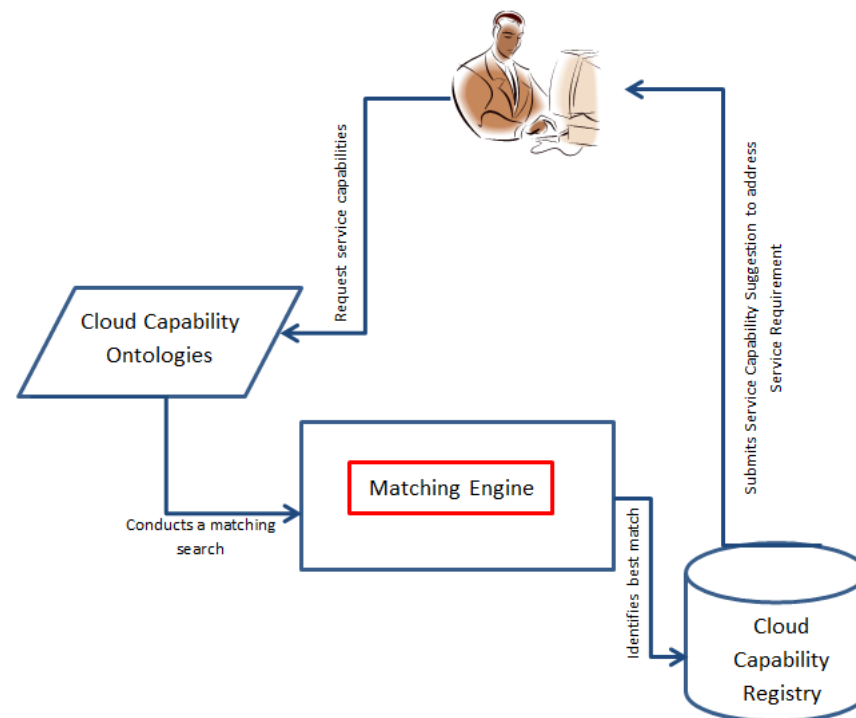 Request service capabilities
Submits Service Capability Suggestion to address
Service Requirement
Cloud Capability
Ontologies
Matching Engine
Conducts a matching
search
Identifies best match
Cloud
Capability
Registry